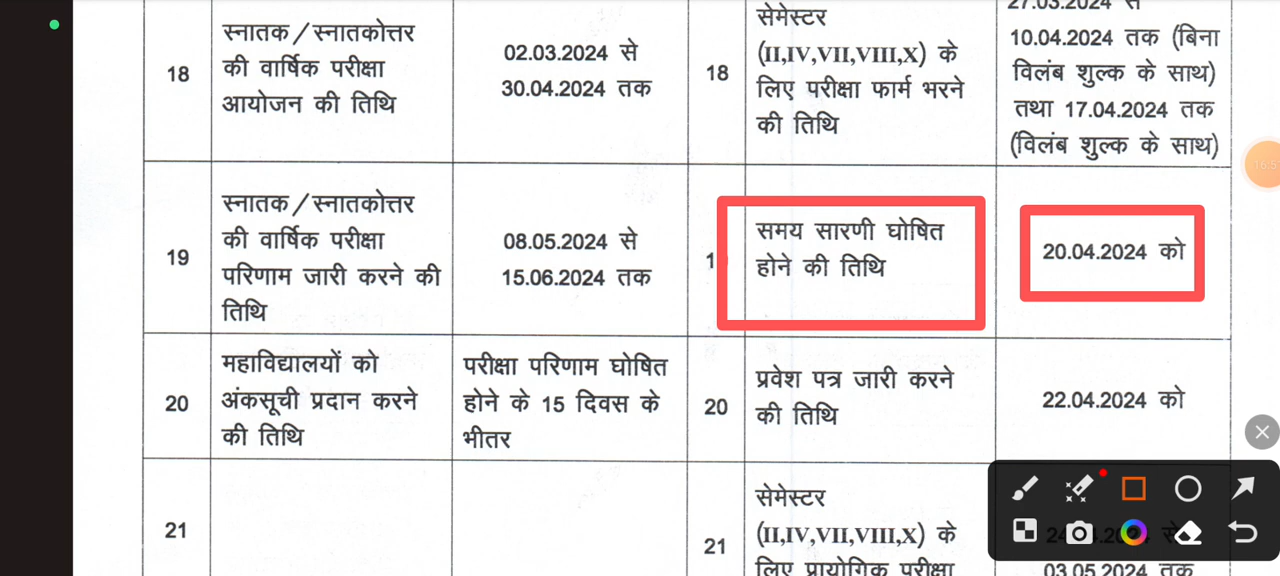 18
स्नातक/स्नातकोत्तर
की वार्षिक परीक्षा
आयोजन की तिथि
02.03.2024 से
30.04.2024 तक
18
सेमेस्टर
(II,IV,VII,VIII,X) के
लिए परीक्षा फार्म भरने
की तिथि
27.03.2024 से
10.04.2024 तक (बिना
विलंब शुल्क के साथ)
तथा 17.04.2024 तक
(विलंब शुल्क के साथ)
19
स्नातक/स्नातकोत्तर
की वार्षिक परीक्षा
परिणाम जारी करने की
तिथि
08.05.2024 से
15.06.2024 तक
समय सारणी घोषित
होने की तिथि
20.04.2024 को
20
महाविद्यालयों को
अंकसूची प्रदान करने
की तिथि
परीक्षा परिणाम घोषित
होने के 15 दिवस के
भीतर
20
प्रवेश पत्र जारी करने
की तिथि
22.04.2024 को
21
21
सेमेस्टर
(II,IV,VII,VIII,X) के
लिए प्रायोगिक परीक्षा
03.05.2024 तक